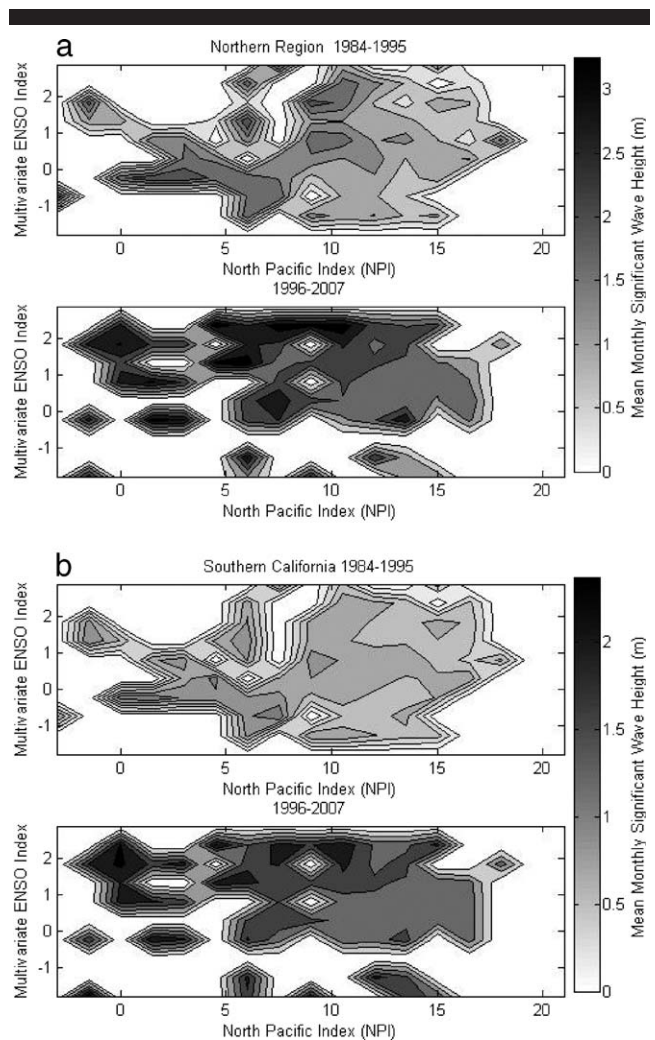 a
Northern Region 1984-1995
Multivariate ENSO Index
2
1
0
-1
0 5 10 15 20
North Pacific Index (NPI)
1996-2007
Multivariate ENSO Index
2
1
0
-1
0 5 10 15 20
North Pacific Index (NPI)
3
2.5
2
1.5
1
0.5
0
Mean Monthly Significant Wave Height (m)
b
Southern California 1984-1995
Multivariate ENSO Index
2
1
0
-1
0 5 10 15 20
North Pacific Index (NPI)
1996-2007
Multivariate ENSO Index
2
1
0
-1
0 5 10 15 20
North Pacific Index (NPI)
2
1.5
1
0.5
0
Mean Monthly Significant Wave Height (m)